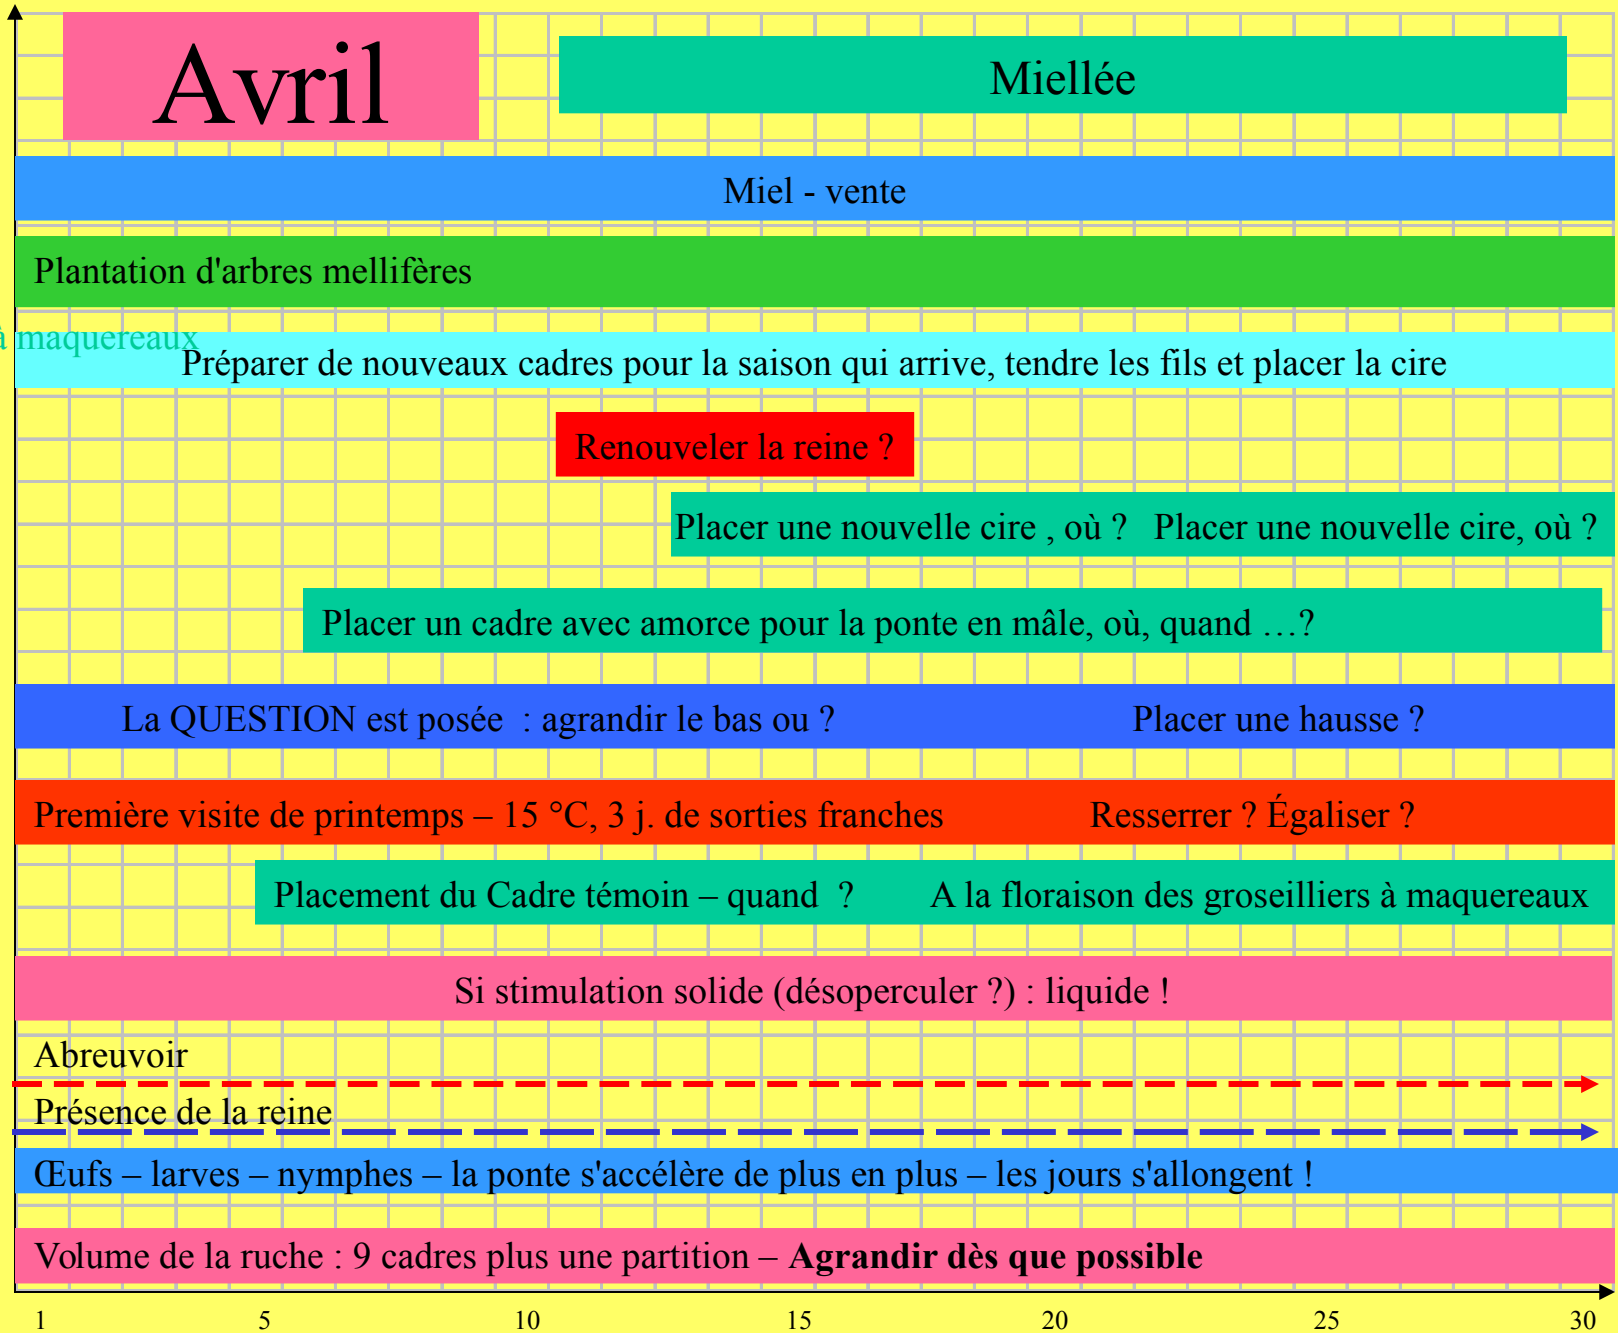 Avril
Miellée
Miel - vente
Plantation d'arbres mellifères
à maquereaux
Préparer de nouveaux cadres pour la saison qui arrive, tendre les fils et placer la cire
Renouveler la reine ?
Placer une nouvelle cire , où ? Placer une nouvelle cire, où ?
Placer un cadre avec amorce pour la ponte en mâle, où, quand …?
La QUESTION est posée : agrandir le bas ou ? Placer une hausse ?
Première visite de printemps – 15 °C, 3 j. de sorties franches Resserrer ? Égaliser ?
Placement du Cadre témoin – quand ? A la floraison des groseilliers à maquereaux
Si stimulation solide (désoperculer ?) : liquide !
Abreuvoir
Présence de la reine
Œufs – larves – nymphes – la ponte s'accélère de plus en plus – les jours s'allongent !
Volume de la ruche : 9 cadres plus une partition – Agrandir dès que possible
1 5 10 15 20 25 30